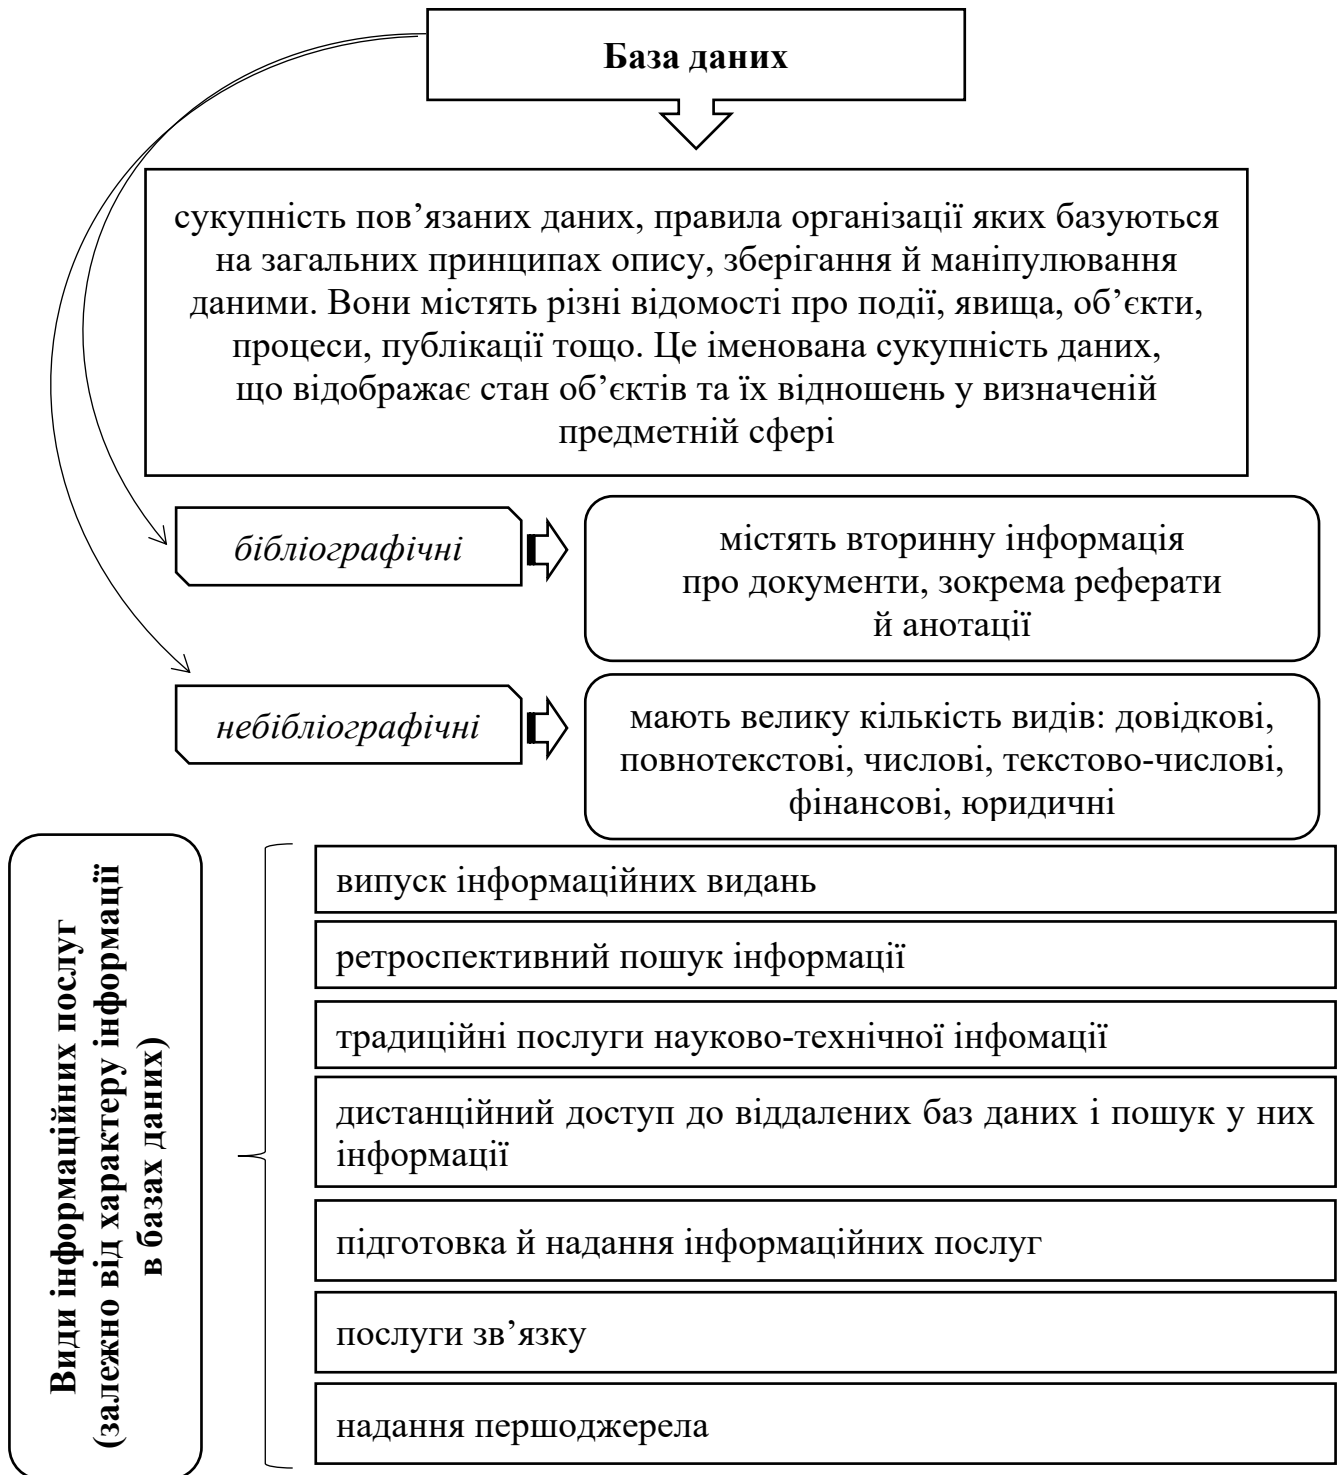 База даних
сукупність пов’язаних даних, правила організації яких базуються
на загальних принципах опису, зберігання й маніпулювання
даними. Вони містять різні відомості про події, явища, об’єкти,
процеси, публікації тощо. Це іменована сукупність даних,
що відображає стан об’єктів та їх відношень у визначеній
предметній сфері
бібліографічні
містять вторинну інформація
про документи, зокрема реферати
й анотації
небібліографічні
мають велику кількість видів: довідкові,
повнотекстові, числові, текстово-числові,
фінансові, юридичні
Види інформаційних послуг
(залежно від характеру інформації
в базах даних)
випуск інформаційних видань
ретроспективний пошук інформації
традиційні послуги науково-технічної інфомації
дистанційний доступ до віддалених баз даних і пошук у них
інформації
підготовка й надання інформаційних послуг
послуги зв’язку
надання першоджерела